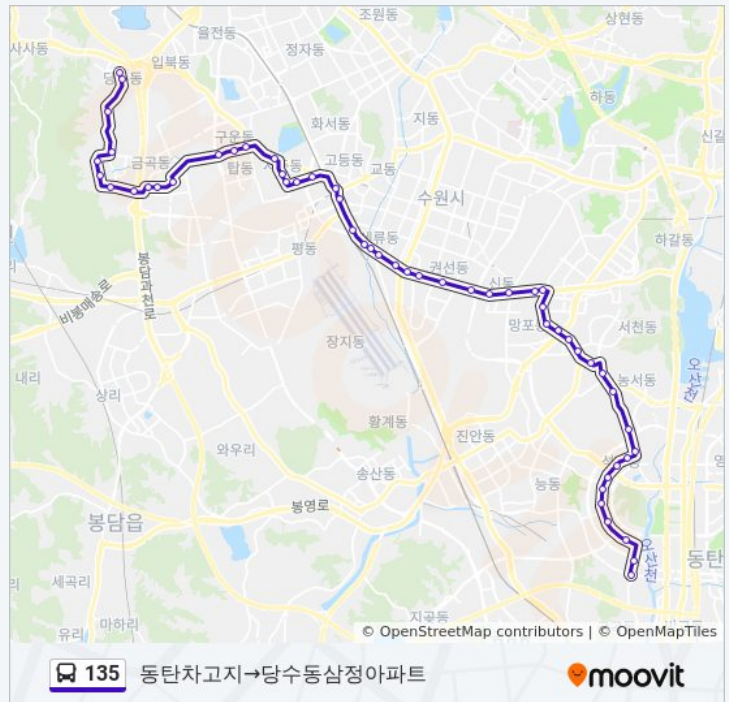 조원동
사사동
율전동
상현동
정자동
입북동
하동
지동
화서동
신갈
구운동
고등동
교동
금곡동
탑동
수원시
하갈동
평동
세류동
권선동
봉담과천로
신동
비봉매송로
망포동
서천동
장지동
오산천
내리
농서동
상리
황계동
진안동
와우리
송산동
능동
봉영로
봉담읍
오산천
동탄
세곡리
마하리
지공동
유리
© OpenStreetMap contributors | © OpenMapTiles
135 동탄차고지→당수동삼정아파트
moovit